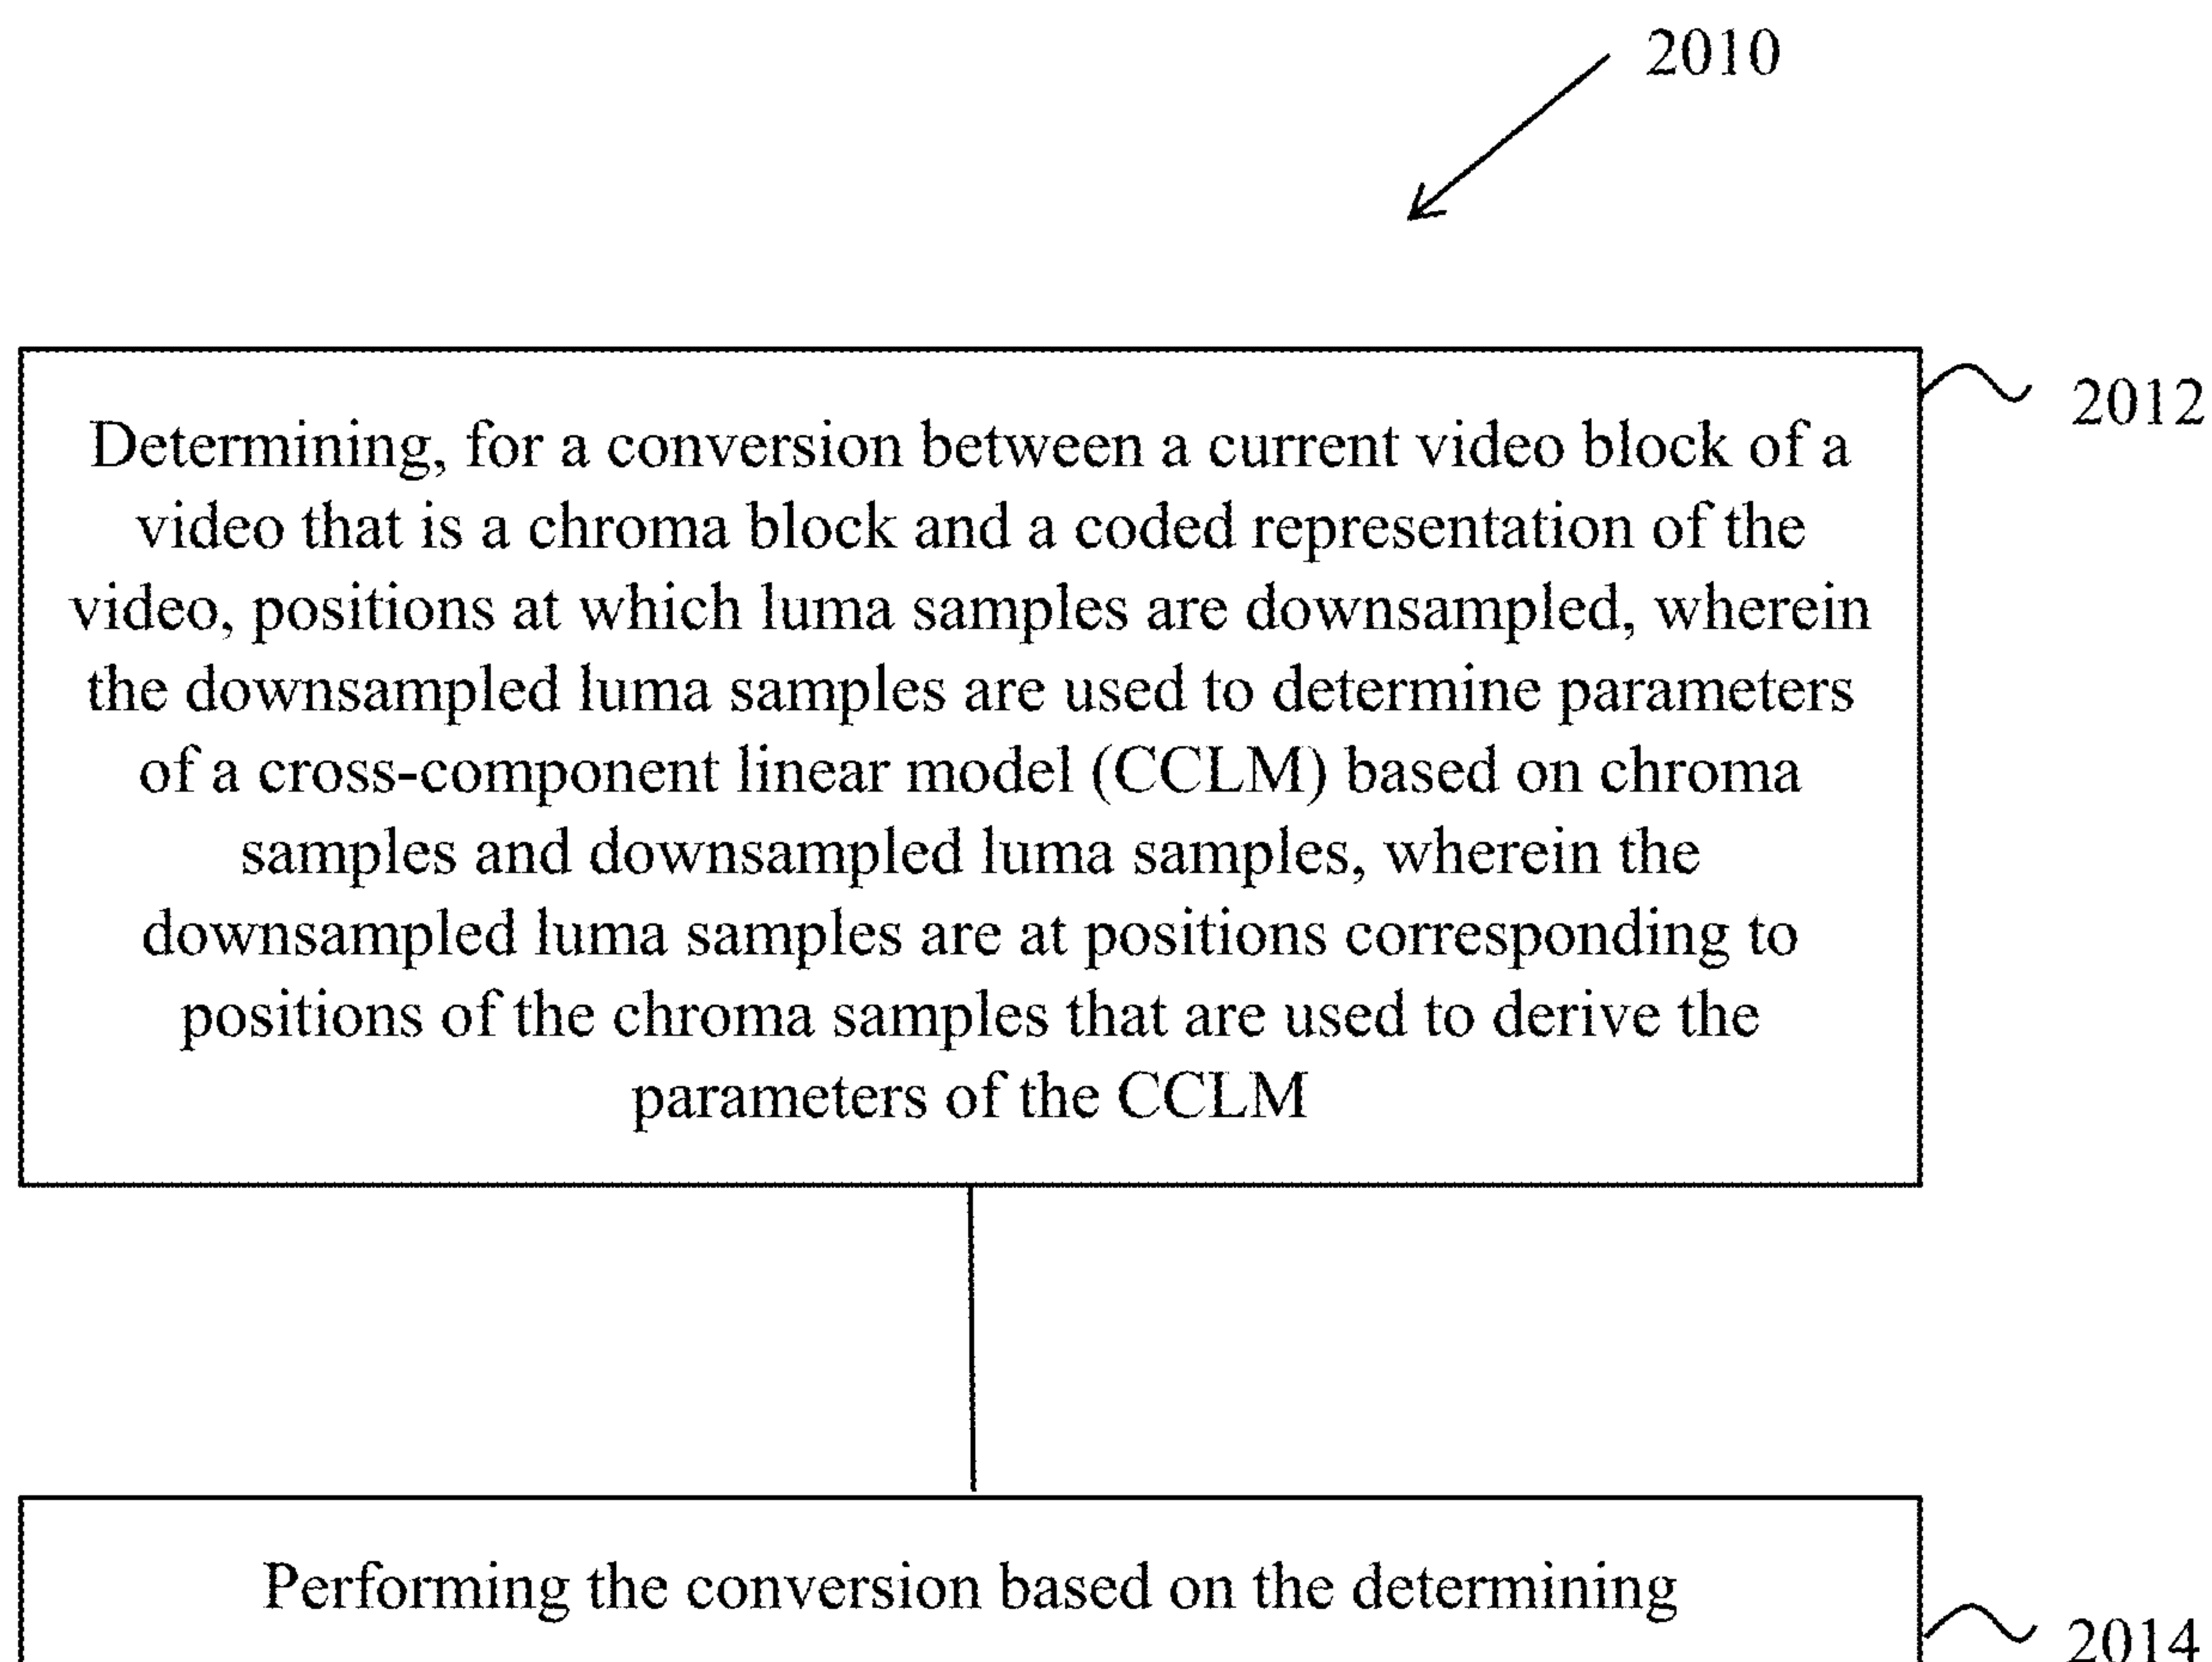 2010
2012
Determining, for a conversion between a current video block of a
video that is a chroma block and a coded representation of the
video, positions at which luma samples are downsampled, wherein
the downsampled luma samples are used to determine parameters
of a cross-component linear model (CCLM) based on chroma
samples and downsampled luma samples, wherein the
downsampled luma samples are at positions corresponding to
positions of the chroma samples that are used to derive the
parameters of the CCLM
Performing the conversion based on the determining
2014